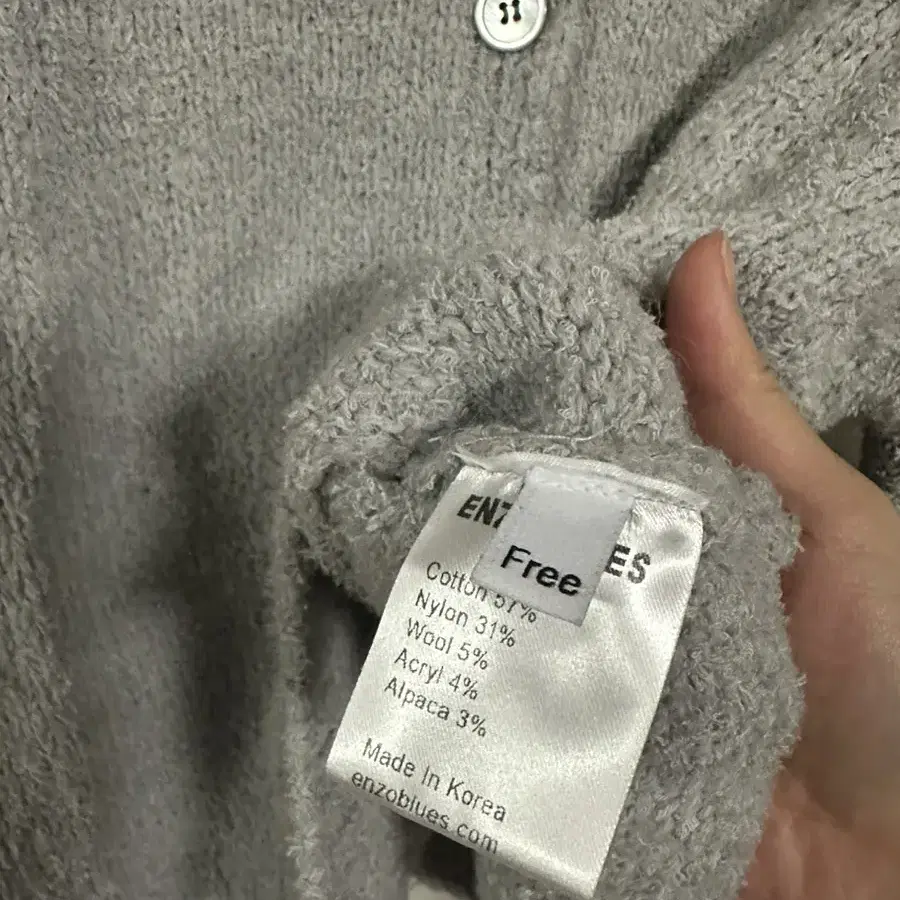 Free
Cotton 57%
Nylon 31%
Wool 5%
Acryl 4%
Alpaca 3%
Made In Korea
enzoblues.com